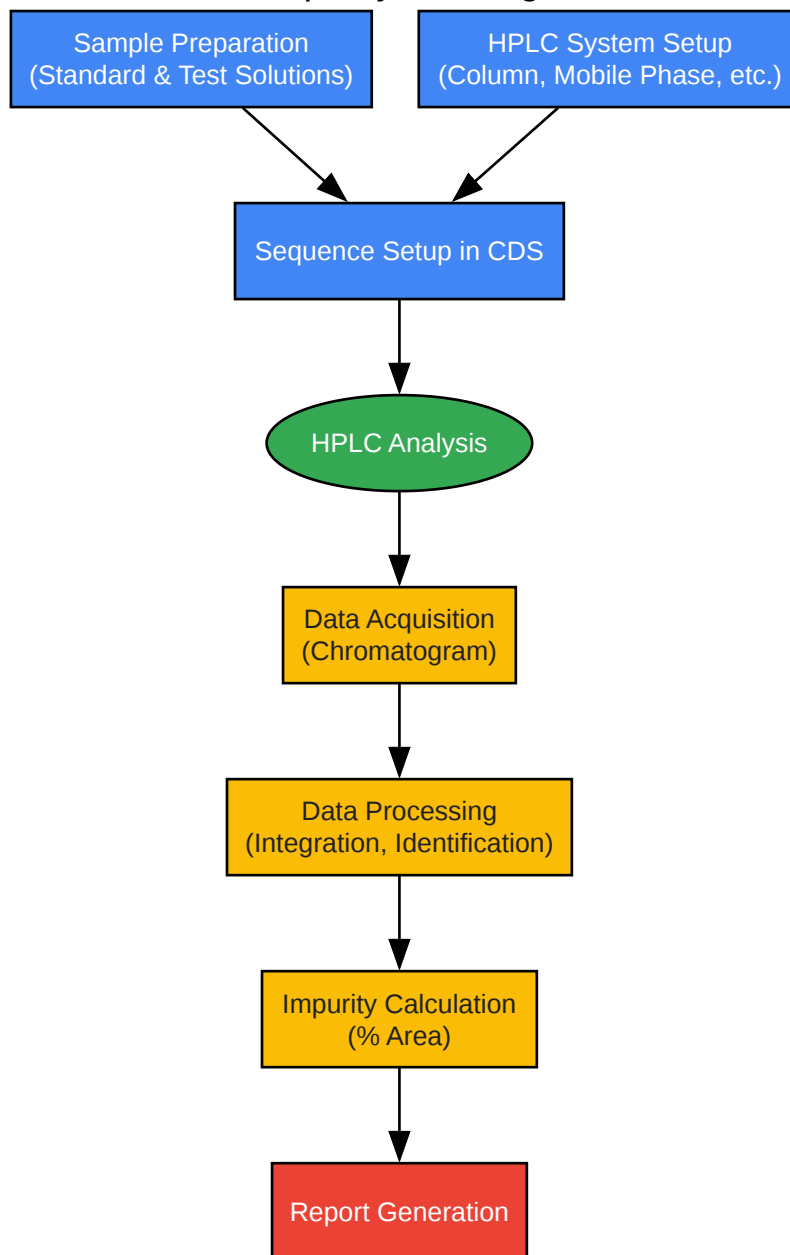 Sample Preparation
(Standard & Test Solutions)
HPLC System Setup
(Column, Mobile Phase, etc.)
Sequence Setup in CDS
HPLC Analysis
Data Acquisition
(Chromatogram)
Data Processing
(Integration, Identification)
Impurity Calculation
(% Area)
Report Generation